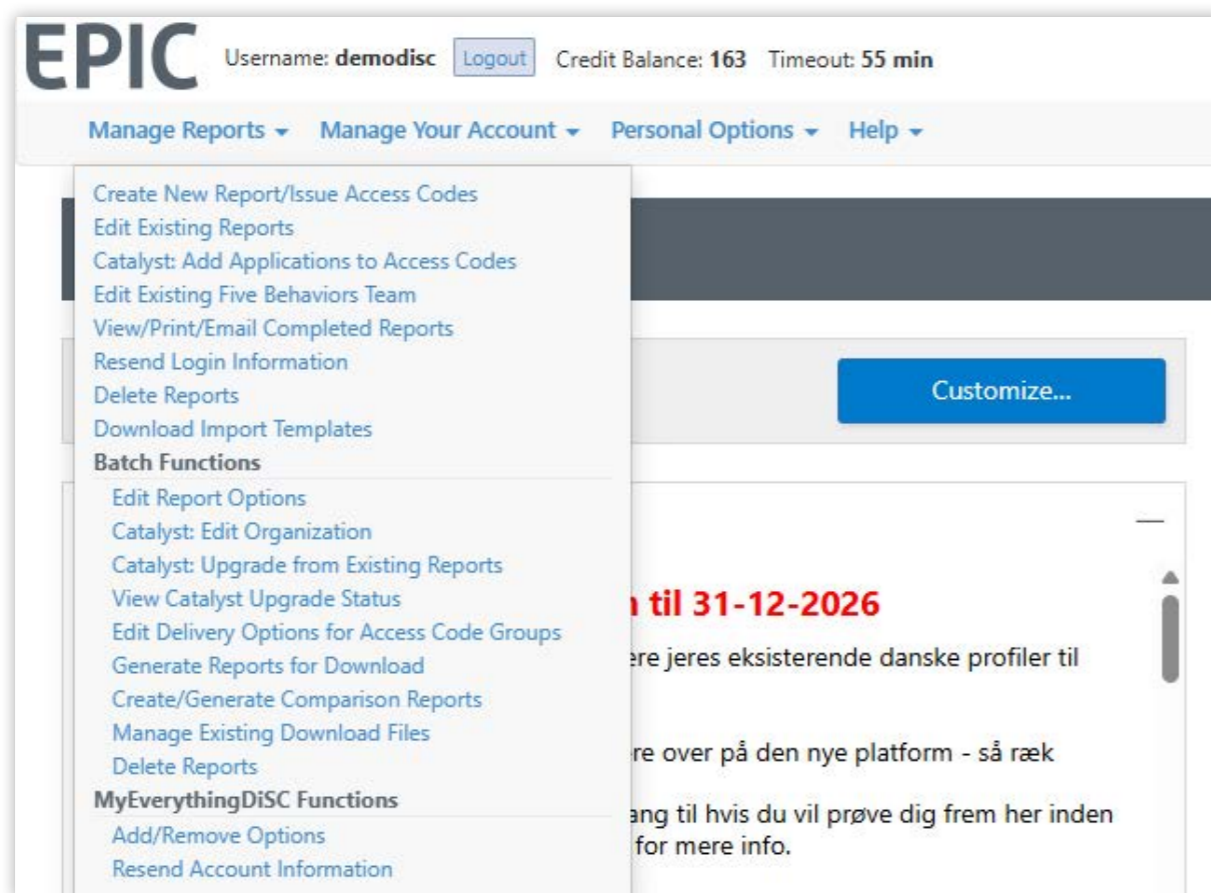 EPIC Username: demodisc Logout Credit Balance: 163 Timeout: 55 min
Manage Reports Manage Your Account Personal Options Help
Create New Report/Issue Access Codes
Edit Existing Reports
Catalyst: Add Applications to Access Codes
Edit Existing Five Behaviors Team
View/Print/Email Completed Reports
Resend Login Information
Delete Reports
Customize...
Download Import Templates
Batch Functions
Edit Report Options
Catalyst: Edit Organization
Catalyst: Upgrade from Existing Reports
View Catalyst Upgrade Status
til 31-12-2026
Edit Delivery Options for Access Code Groups
Generate Reports for Download
ere jeres eksisterende danske profiler til
Create/Generate Comparison Reports
Manage Existing Download Files
Delete Reports
re over på den nye platform - så ræk
MyEverythingDiSC Functions
ang til hvis du vil prøve dig frem her inden
Add/Remove Options
for mere info.
Resend Account Information